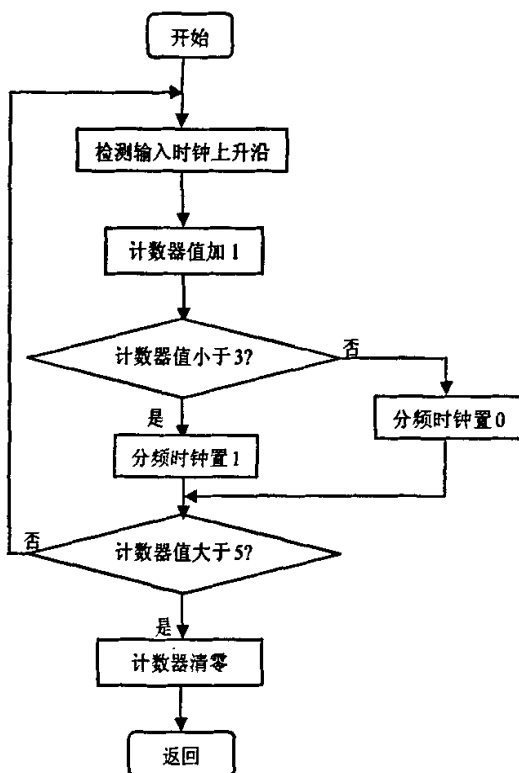 开始
检测输入时钟上升沿
计数器值加1
计数器值小于3?
否
是
分频时钟置0
分频时钟置1
否
计数器值大于5?
是
计数器清零
返回